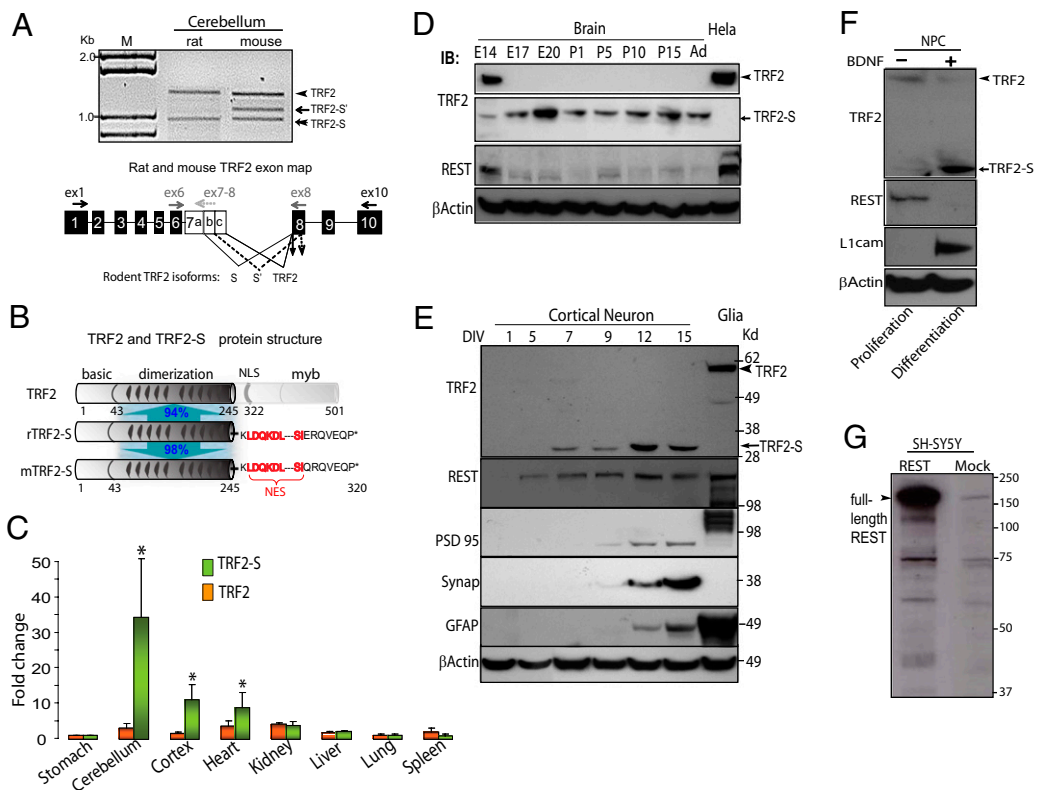 A
Cerebellum
Kb M rat mouse
2.0
TRF2
TRF2-S'
1.0
TRF2-S
Rat and mouse TRF2 exon map
ex1 ex6 ex7-8 ex8 ex10
1 2 3 4 5 6 7a b c 8 9 10
Rodent TRF2 isoforms: S S' TRF2
B
TRF2 and TRF2-S protein structure
basic dimerization NLS myb
TRF2
1 43 245 322 501
94%
rTRF2-S KLDQKDL---SIERQVEQP*
98%
mTRF2-S KLDQKDL---SIQRQVEQP*
1 43 245 320
NES
C
Fold change
50
40
30
20
10
0
TRF2-S
TRF2
* * *
Stomach Cerebellum Cortex Heart Kidney Liver Lung Spleen
D
Brain Hela
IB: E14 E17 E20 P1 P5 P10 P15 Ad
TRF2
TRF2
TRF2-S
REST
βActin
E
Cortical Neuron Glia
DIV 1 5 7 9 12 15 Kd
62
TRF2
TRF2
49
38
TRF2-S
28
REST
98
PSD 95
98
Synap
38
GFAP
49
βActin
49
F
NPC
BDNF − +
TRF2
TRF2
TRF2-S
REST
L1cam
βActin
Proliferation
Differentiation
G
SH-SY5Y
REST Mock
full-length REST
250
150
100
75
50
37